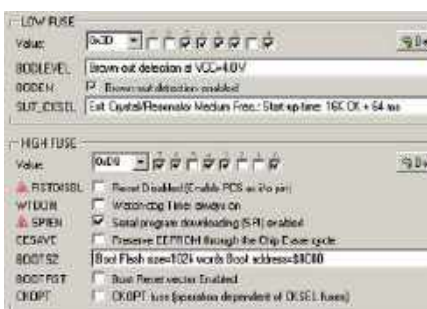 LOW FUSE
Value: 0x3D
BODLEVEL Brown-out detection at VCC=4.0V
BODEN Brown-out detection enabled
SUT_CKSEL Ext. Crystal/Resonator Medium Freq.; Start-up time: 16K CK + 64 ms
HIGH FUSE
Value:
RSTDISBL Reset Disabled (Enable PC6 as i/o pin)
WTDON Watch-dog Timer always on
SPIEN Serial program downloading (SPI) enabled
EESAVE Preserve EEPROM through the Chip Erase cycle
BOOTSZ Boot Flash size=1024 words Boot address=$0C00
BOOTRST Boot Reset vector Enabled
CKOPT CKOPT fuse (operation dependent of CKSEL fuses)